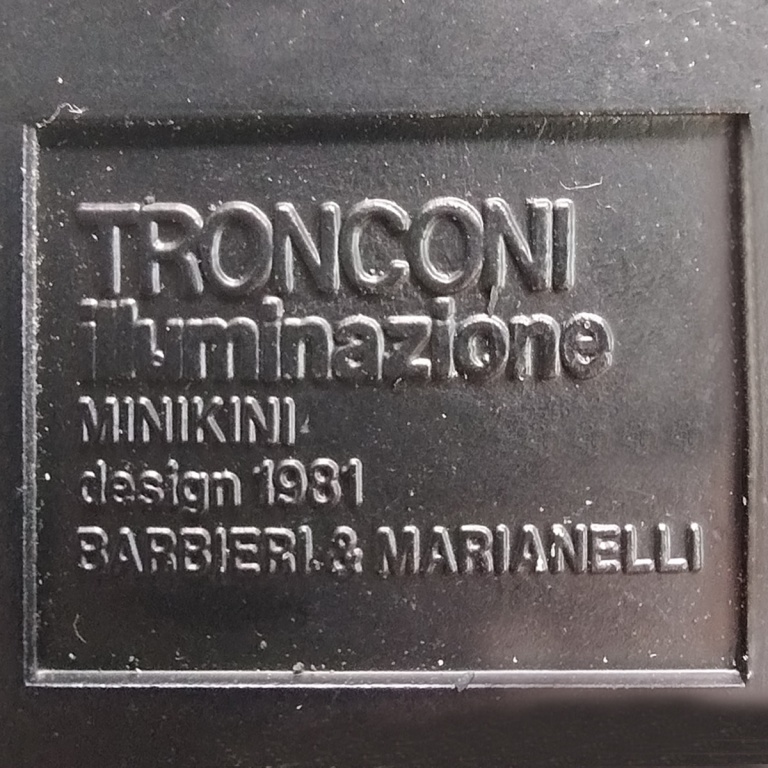 TRONCONI
illuminazione
MINIKINI
design 1981
BARBIERI & MARIANELLI